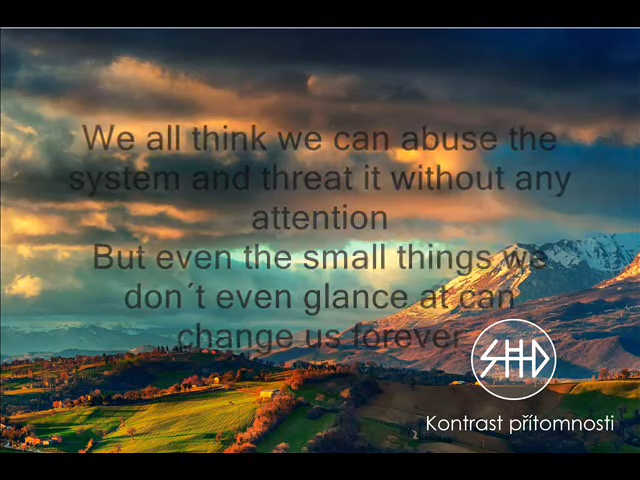 We all think we can abuse the
system and threat it without any
attention
But even the small things we
don´t even glance at can
change us forever
SHD
Kontrast přítomnosti